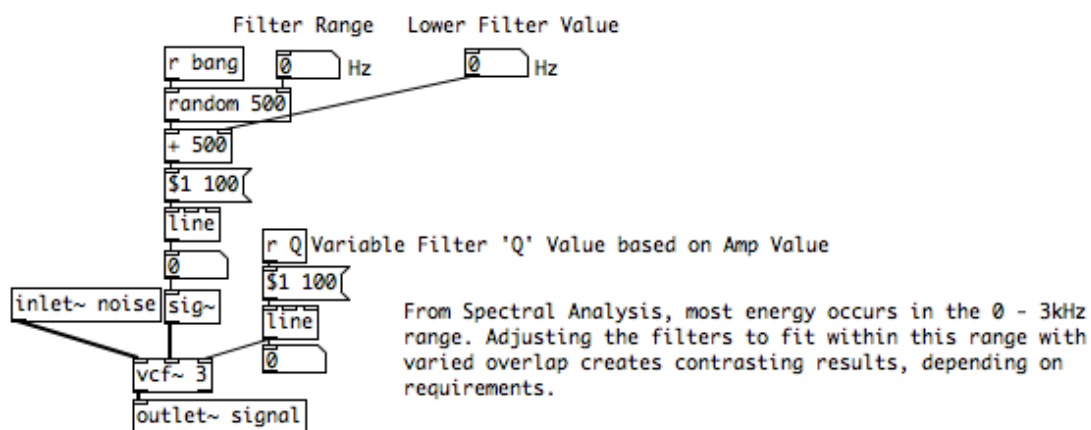 Filter Range Lower Filter Value
r bang 0 Hz 0 Hz
random 500
+ 500
$1 100
line
r Q Variable Filter 'Q' Value based on Amp Value
0
$1 100
inlet~ noise sig~
From Spectral Analysis, most energy occurs in the 0 - 3kHz
line
range. Adjusting the filters to fit within this range with
0
varied overlap creates contrasting results, depending on
vcf~ 3
requirements.
outlet~ signal